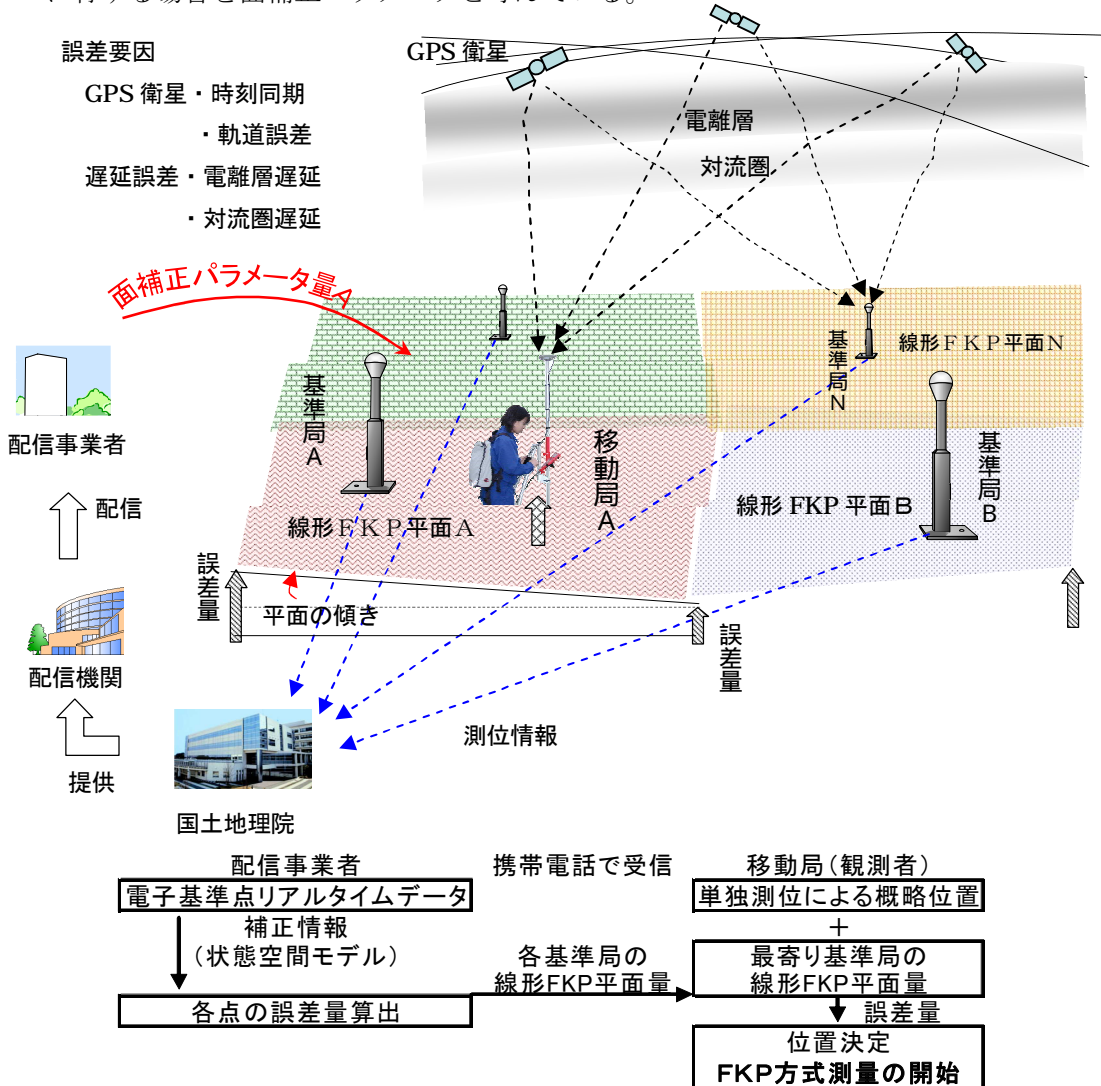 誤差要因
GPS 衛星・時刻同期
・軌道誤差
遅延誤差・電離層遅延
・対流圏遅延
GPS 衛星
電離層
対流圏
面補正パラメータ量A
基準局A
移動局A
線形FKP平面A
基準局N
線形FKP平面N
基準局B
線形 FKP 平面B
配信事業者
配信
配信機関
提供
誤差量
平面の傾き
誤差量
測位情報
国土地理院
配信事業者
携帯電話で受信
移動局(観測者)
電子基準点リアルタイムデータ
単独測位による概略位置
補正情報
(状態空間モデル)
+
各基準局の
線形FKP平面量
最寄り基準局の
線形FKP平面量
各点の誤差量算出
誤差量
位置決定
FKP方式測量の開始